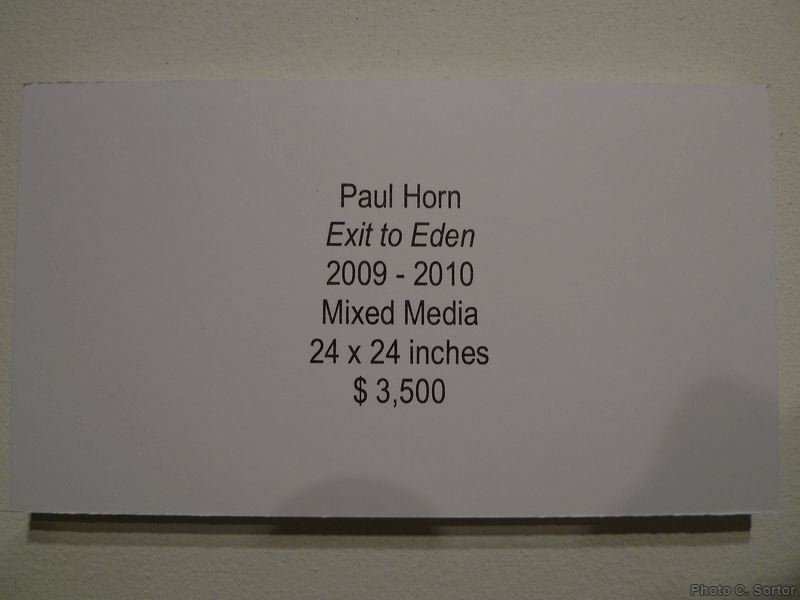 Paul Horn
Exit to Eden
2009 - 2010
Mixed Media
24 x 24 inches
$ 3,500
Photo C. Sortor